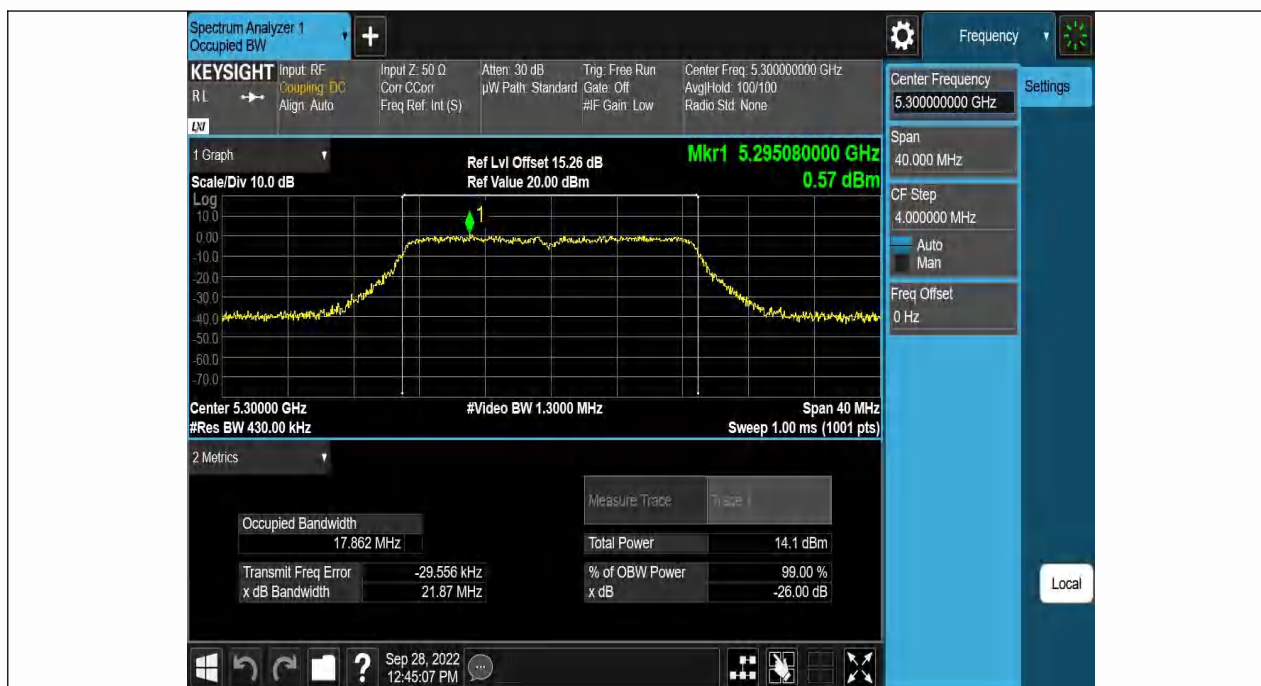 Spectrum Analyzer 1
Occupied BW
+
Frequency
KEYSIGHT
RL
LXI
Input: RF
Coupling: DC
Align: Auto
Input Z: 50 Ω
Corr CCorr
Freq Ref: Int (S)
Atten: 30 dB
µW Path: Standard
Trig: Free Run
Gate: Off
#IF Gain: Low
Center Freq: 5.300000000 GHz
Avg|Hold: 100/100
Radio Std: None
Center Frequency
5.300000000 GHz
Settings
Span
40.000 MHz
CF Step
4.000000 MHz
Auto
Man
Freq Offset
0 Hz
1 Graph
Scale/Div 10.0 dB
Ref Lvl Offset 15.26 dB
Ref Value 20.00 dBm
Mkr1 5.295080000 GHz
0.57 dBm
Log
10.0
0.00
-10.0
-20.0
-30.0
-40.0
-50.0
-60.0
-70.0
1
Center 5.30000 GHz
#Res BW 430.00 kHz
#Video BW 1.3000 MHz
Span 40 MHz
Sweep 1.00 ms (1001 pts)
2 Metrics
Measure Trace
Trace 1
Occupied Bandwidth
17.862 MHz
Total Power
14.1 dBm
Transmit Freq Error
-29.556 kHz
% of OBW Power
99.00 %
x dB Bandwidth
21.87 MHz
x dB
-26.00 dB
Local
?
Sep 28, 2022
12:45:07 PM